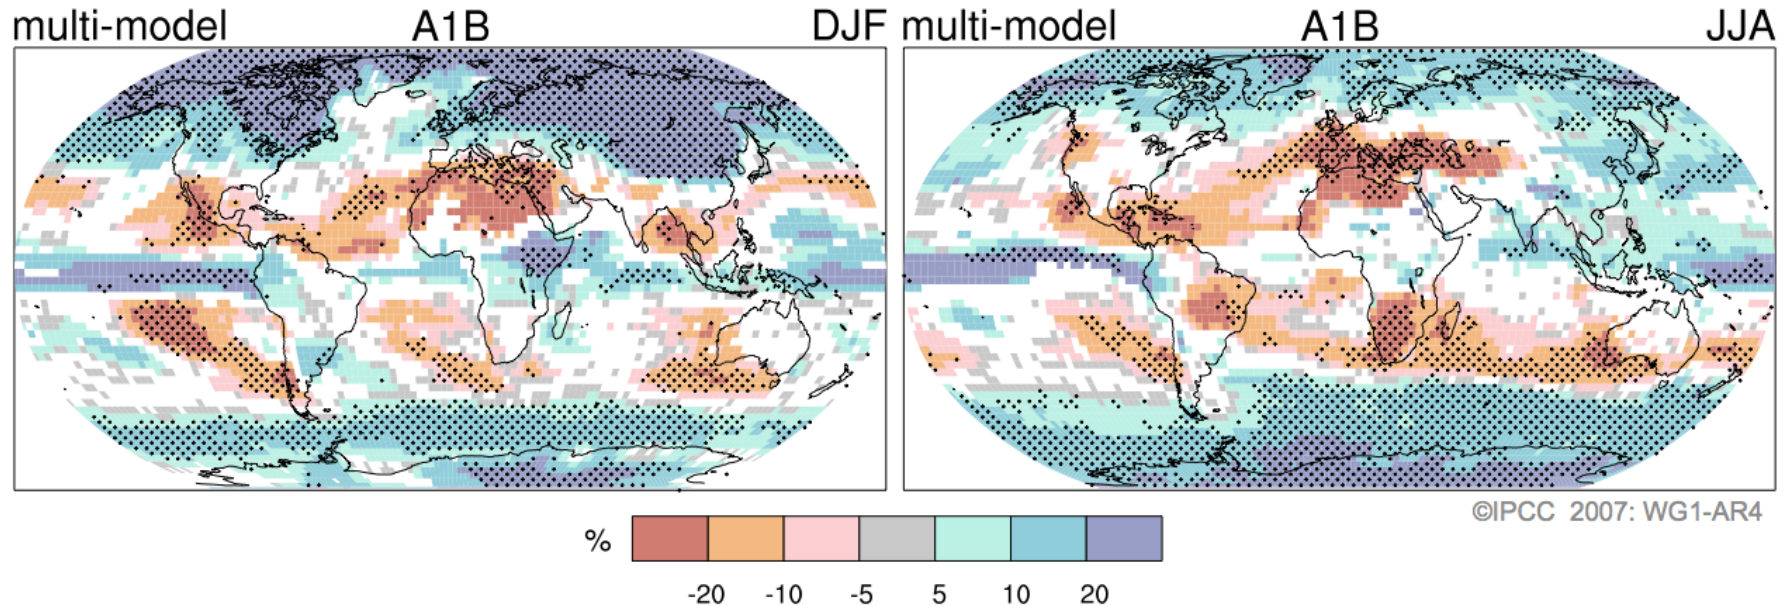 multi-model A1B DJF
multi-model A1B JJA
©IPCC 2007: WG1-AR4
%
-20 -10 -5 5 10 20